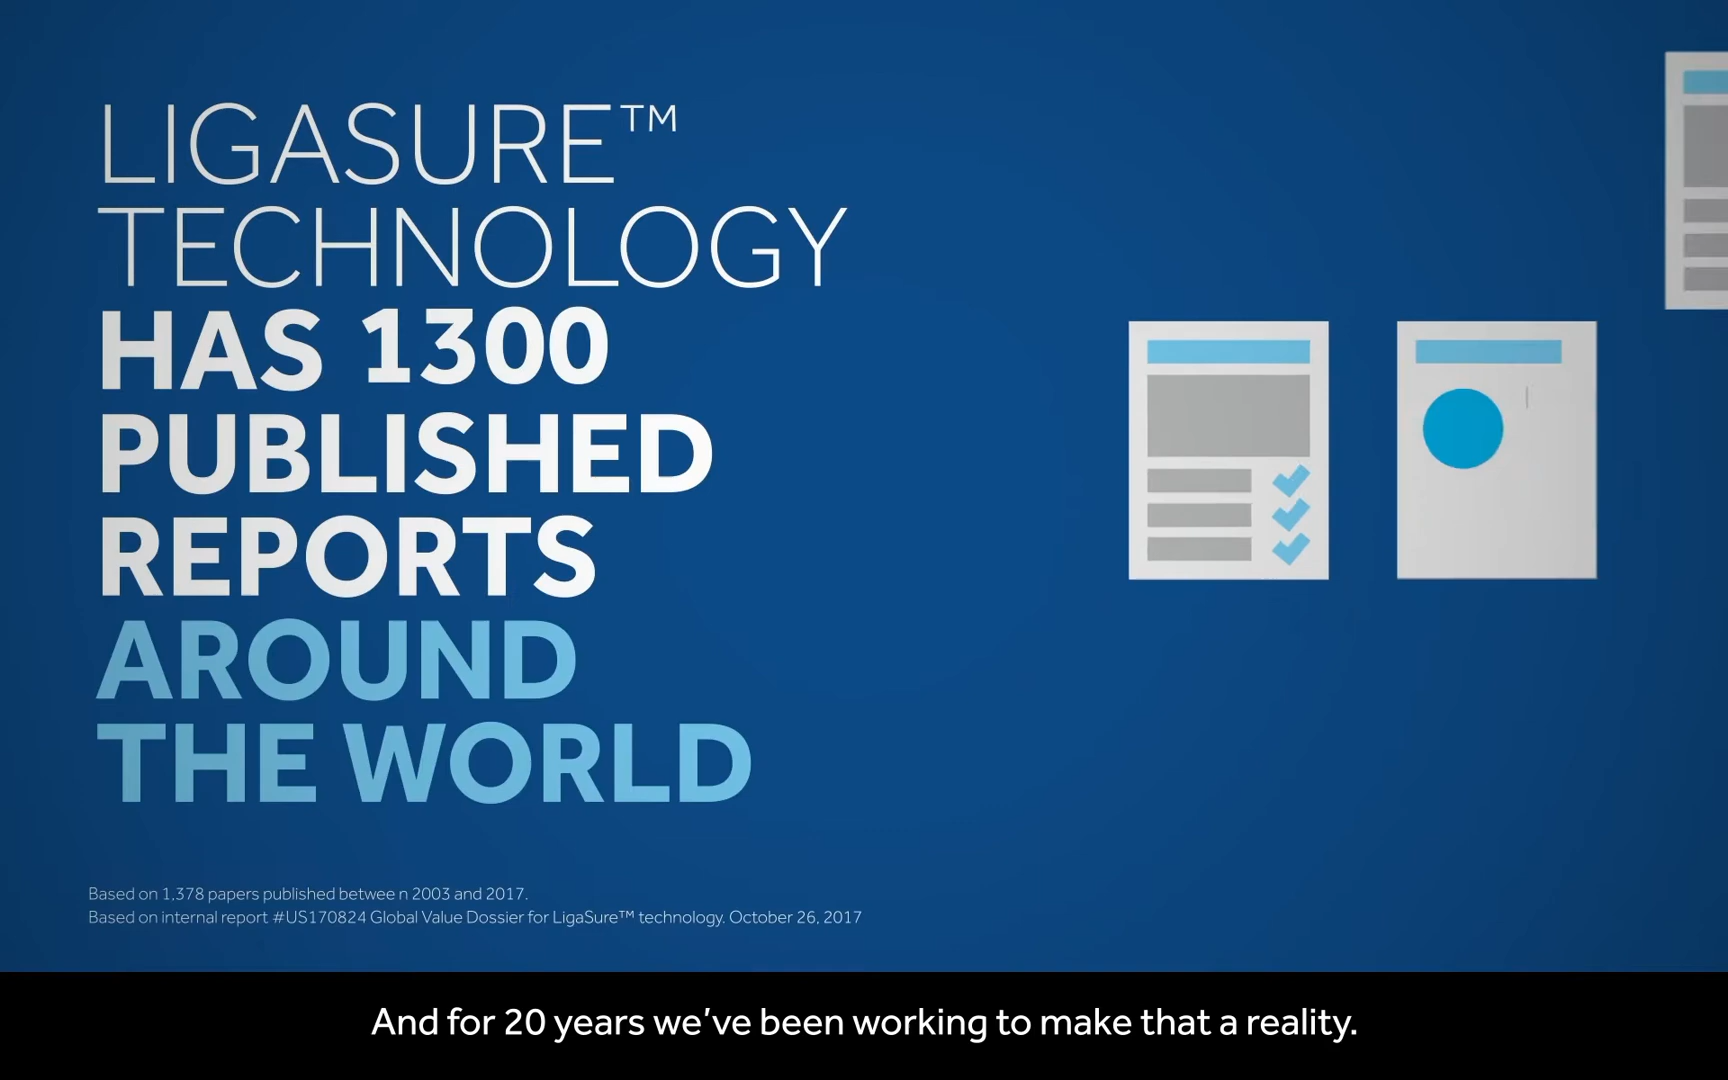 LIGASURE™
TECHNOLOGY
HAS 1300
PUBLISHED
REPORTS
AROUND
THE WORLD
Based on 1,378 papers published betwee n 2003 and 2017.
Based on internal report #US170824 Global Value Dossier for LigaSure™ technology. October 26, 2017
And for 20 years we've been working to make that a reality.